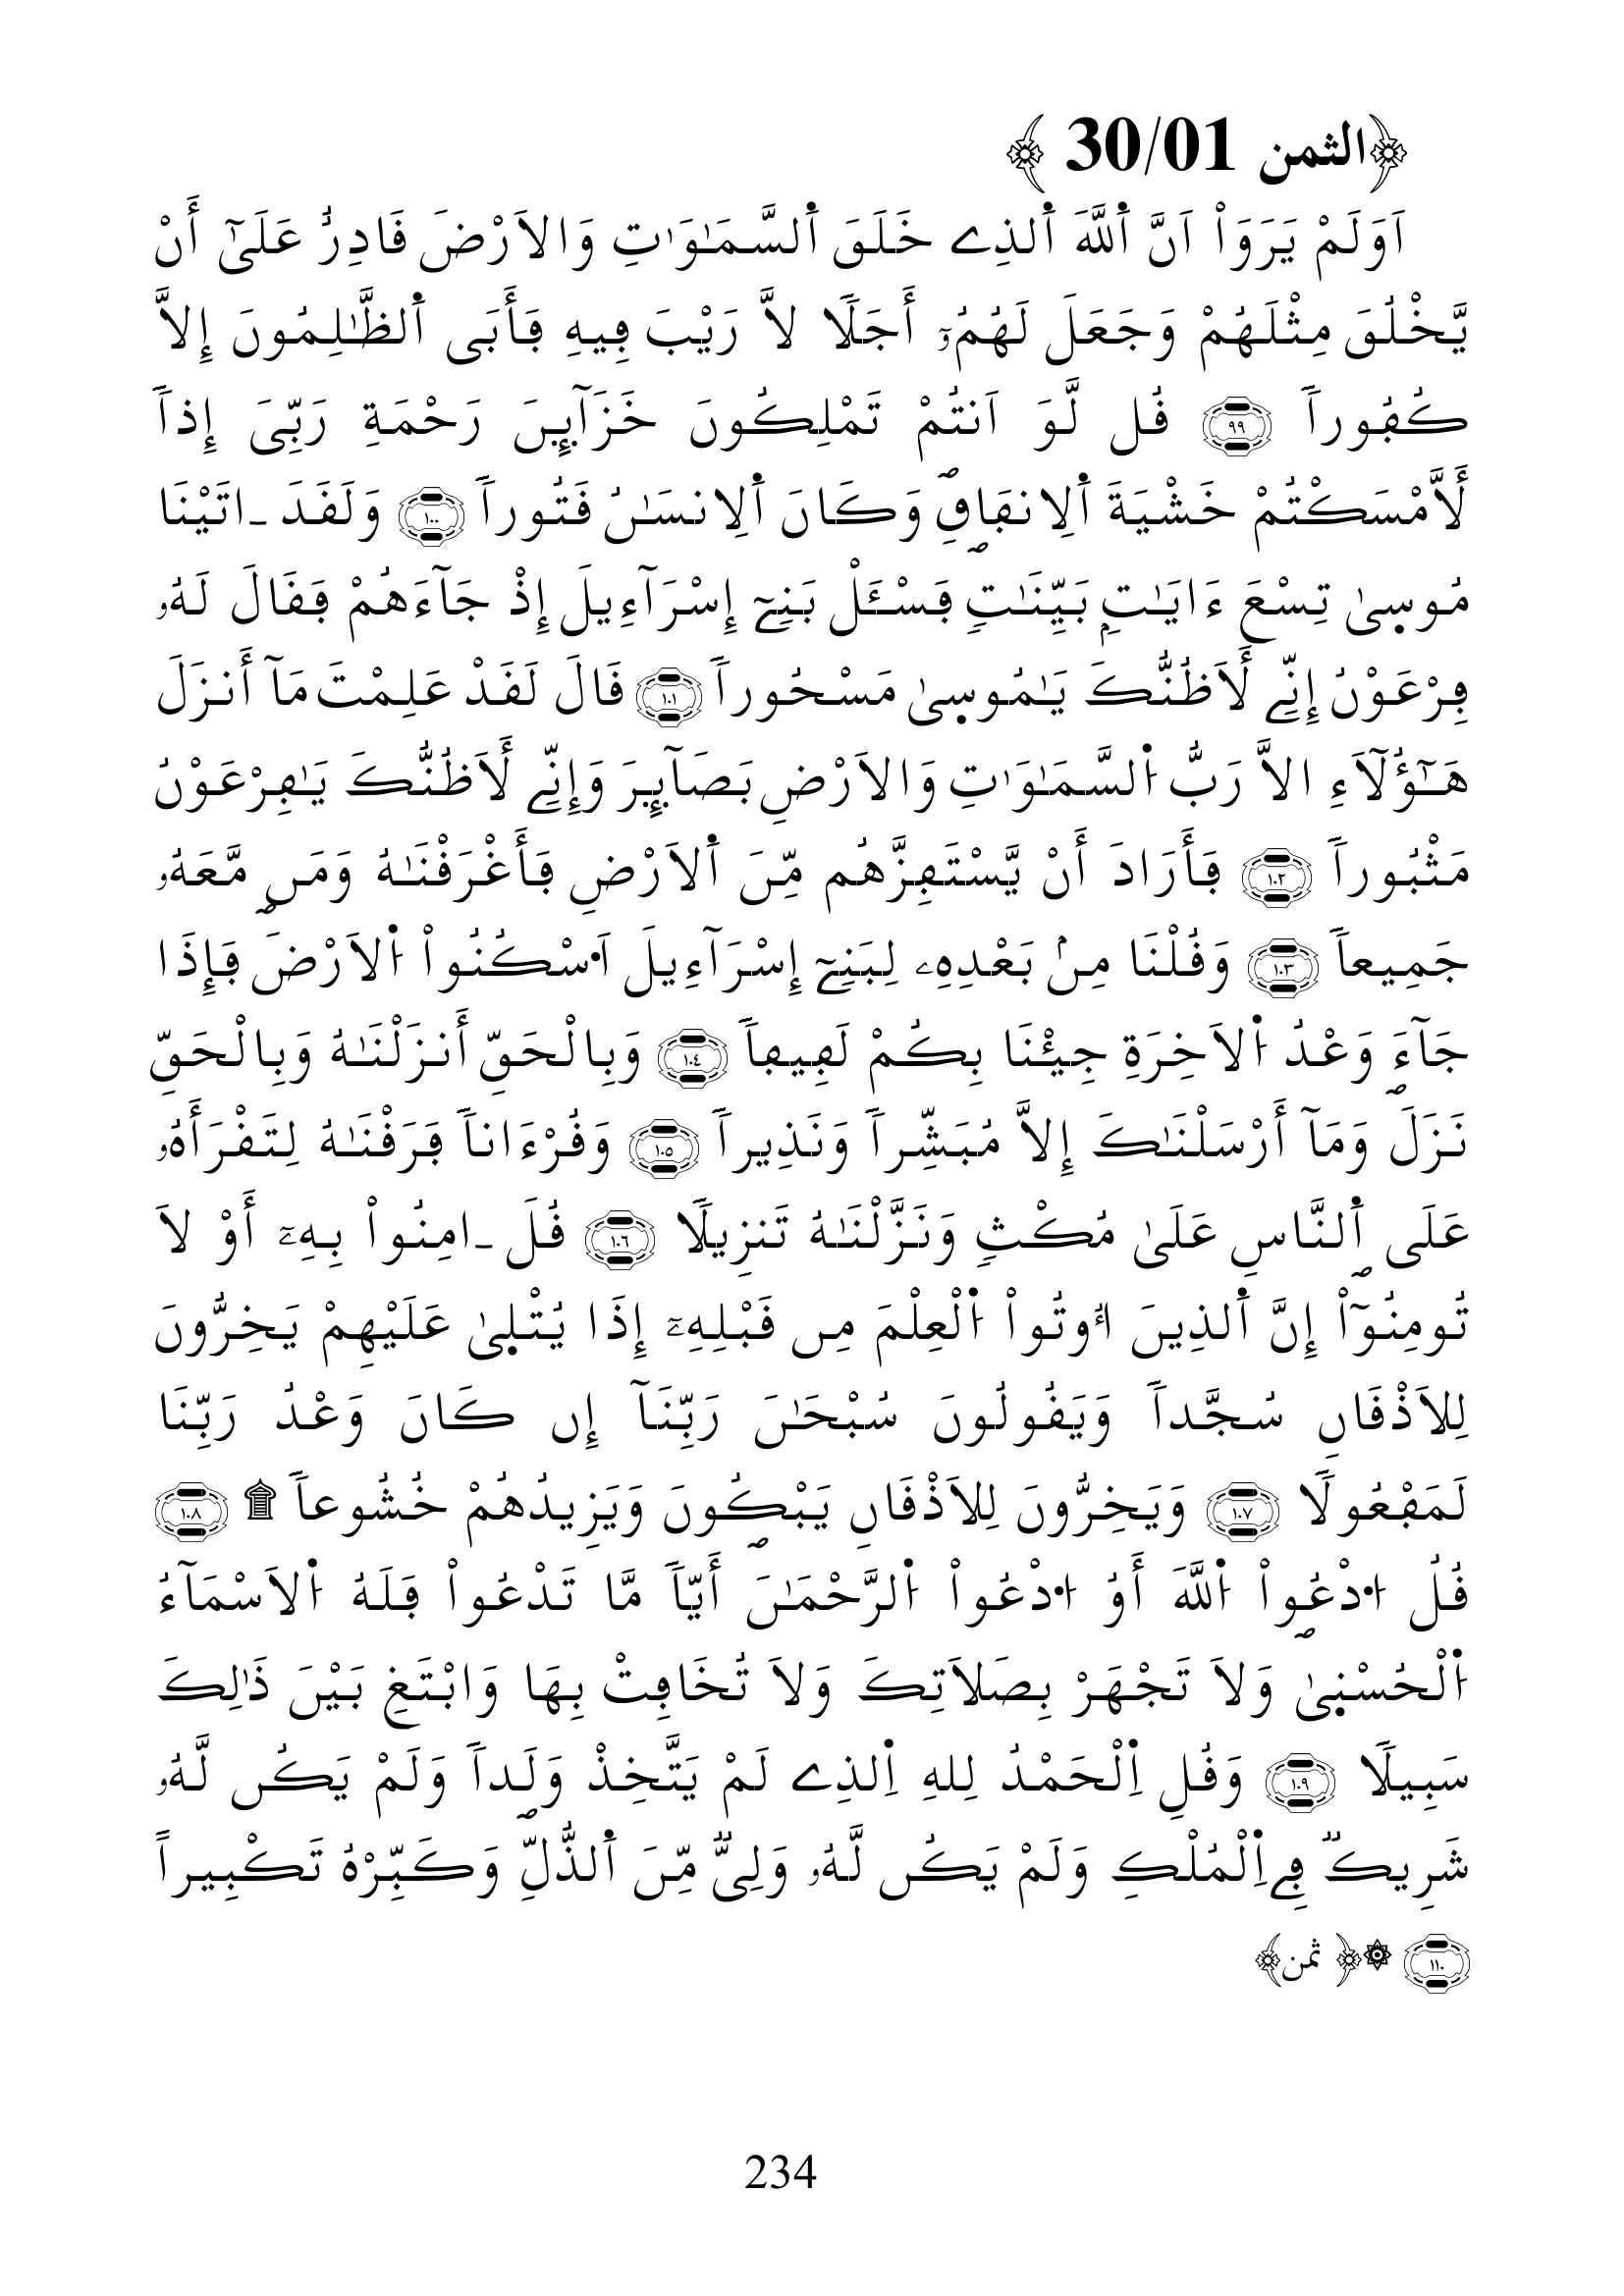 ﴿الثمن 30/01 ﴾
اَوَلَمْ يَرَوَاْ اَنَّ اَ۬للَّهَ اَ۬لذِے خَلَقَ اَ۬لسَّمَٰوَٰتِ وَالاَرْضَ قَادِرٌ عَلَيٰٓ أَنْ
يَّخْلُقَ مِثْلَهُمْ وَجَعَلَ لَهُمُۥٓ أَجَلًا لاَّ رَيْبَ فِيهِ فَأَبَى اَ۬لظَّٰلِمُونَ إِلاَّ
كُفُوراً ٩٩ قُل لَّوَ اَنتُمْ تَمْلِكُونَ خَزَآئِنَ رَحْمَةِ رَبِّىَ إِذاً
لَّأَمْسَكْتُمْ خَشْيَةَ اَ۬لِانفَاقِۖ وَكَانَ اَ۬لِانسَٰنُ قَتُوراً ١٠٠ وَلَقَدَ ـاتَيْنَا
مُوس۪يٰ تِسْعَ ءَايَٰتِۢ بَيِّنَٰتٖ فَسْـَٔلْ بَنِےٓ إِسْرَآءِيلَ إِذْ جَآءَهُمْ فَقَالَ لَهُۥ
فِرْعَوْنُ إِنِّے لَأَظُنُّكَ يَٰمُوس۪يٰ مَسْحُوراً ١٠١ قَالَ لَقَدْ عَلِمْتَ مَآ أَنزَلَ
هَٰٓؤُلَآءِ الاَّ رَبُّ اُ۬لسَّمَٰوَٰتِ وَالاَرْضِ بَصَآئِرَ وَإِنِّے لَأَظُنُّكَ يَٰفِرْعَوْنُ
مَثْبُوراً ١٠٢ فَأَرَادَ أَنْ يَّسْتَفِزَّهُم مِّنَ اَ۬لاَرْضِ فَأَغْرَقْنَٰهُ وَمَن مَّعَهُۥ
جَمِيعاً ١٠٣ وَقُلْنَا مِنۢ بَعْدِهِۦ لِبَنِےٓ إِسْرَآءِيلَ اَ۟سْكُنُواْ اُ۬لاَرْضَ فَإِذَا
جَآءَ وَعْدُ اُ۬لاَخِرَةِ جِيْنَا بِكُمْ لَفِيفاً ١٠٤ وَبِالْحَقِّ أَنزَلْنَٰهُ وَبِالْحَقِّ
نَزَلَ وَمَآ أَرْسَلْنَٰكَ إِلاَّ مُبَشِّراً وَنَذِيراً ١٠٥ وَقُرْءَاناً فَرَقْنَٰهُ لِتَقْرَأَهُۥ
عَلَى اَ۬لنَّاسِ عَلَىٰ مُكْثٖ وَنَزَّلْنَٰهُ تَنزِيلًا ١٠٦ قُلَ ـامِنُواْ بِهِۦٓ أَوْ لاَ
تُومِنُوٓاْ إِنَّ اَ۬لذِينَ أُوتُواْ اُ۬لْعِلْمَ مِن قَبْلِهِۦٓ إِذَا يُتْل۪يٰ عَلَيْهِمْ يَخِرُّونَ
لِلاَذْقَانِ سُجَّداً وَيَقُولُونَ سُبْحَٰنَ رَبِّنَآ إِن كَانَ وَعْدُ رَبِّنَا
لَمَفْعُولًا ١٠٧ وَيَخِرُّونَ لِلاَذْقَانِ يَبْكُونَ وَيَزِيدُهُمْ خُشُوعاً ۩ ١٠٨
قُلُ اُ۟دْعُواْ اُ۬للَّهَ أَوُ اُ۟دْعُواْ اُ۬لرَّحْمَٰنَ أَيّاً مَّا تَدْعُواْ فَلَهُ اُ۬لاَسْمَآءُ
اُ۬لْحُسْن۪يٰ وَلاَ تَجْهَرْ بِصَلاَتِكَ وَلاَ تُخَافِتْ بِهَا وَابْتَغِ بَيْنَ ذَٰلِكَ
سَبِيلًا ١٠٩ وَقُلِ اِ۬لْحَمْدُ لِلهِ اِ۬لذِے لَمْ يَتَّخِذْ وَلَداً وَلَمْ يَكُن لَّهُۥ
شَرِيكٌ فِے اِ۬لْمُلْكِ وَلَمْ يَكُن لَّهُۥ وَلِىٌّ مِّنَ اَ۬لذُّلِّ وَكَبِّرْهُ تَكْبِيراً
١١٠ ۞﴿ ثمن﴾
234